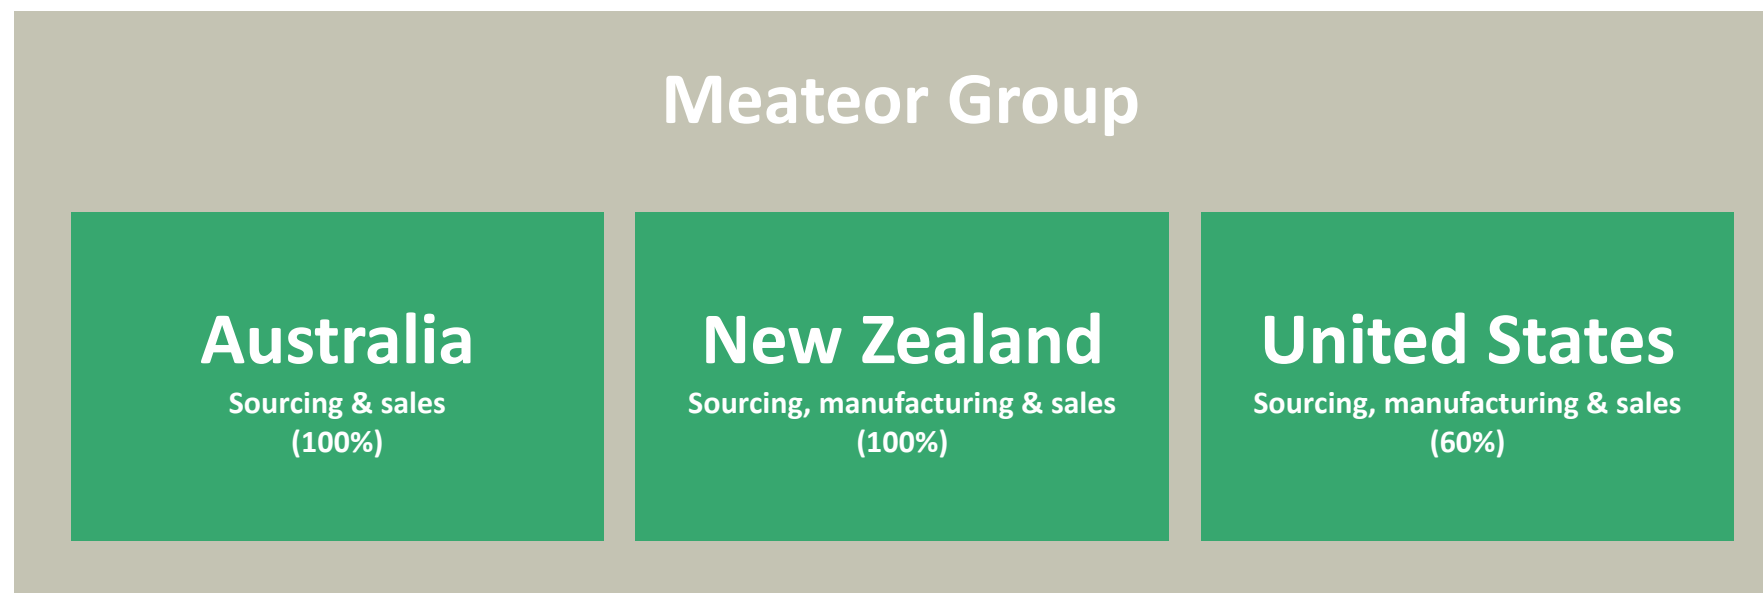 Meateor Group
Australia
Sourcing & sales
(100%)
New Zealand
Sourcing, manufacturing & sales
(100%)
United States
Sourcing, manufacturing & sales
(60%)